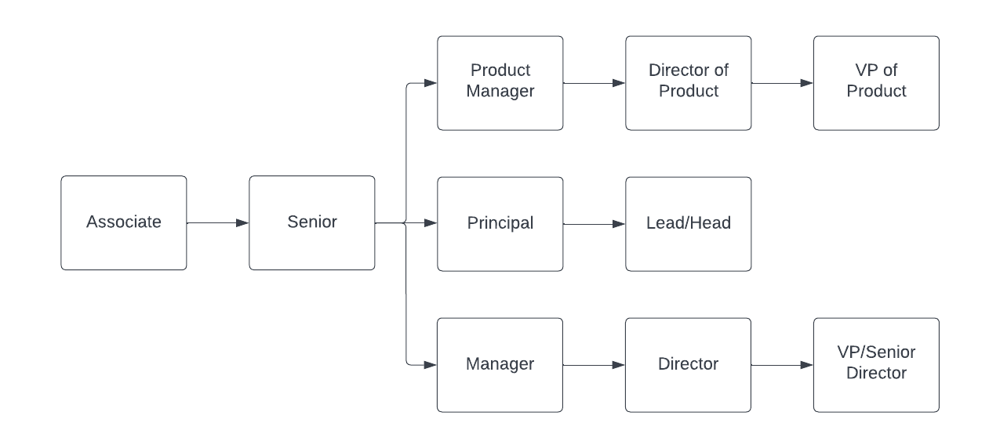 Product
Manager
Director of
Product
VP of
Product
Associate
Senior
Principal
Lead/Head
Manager
Director
VP/Senior
Director